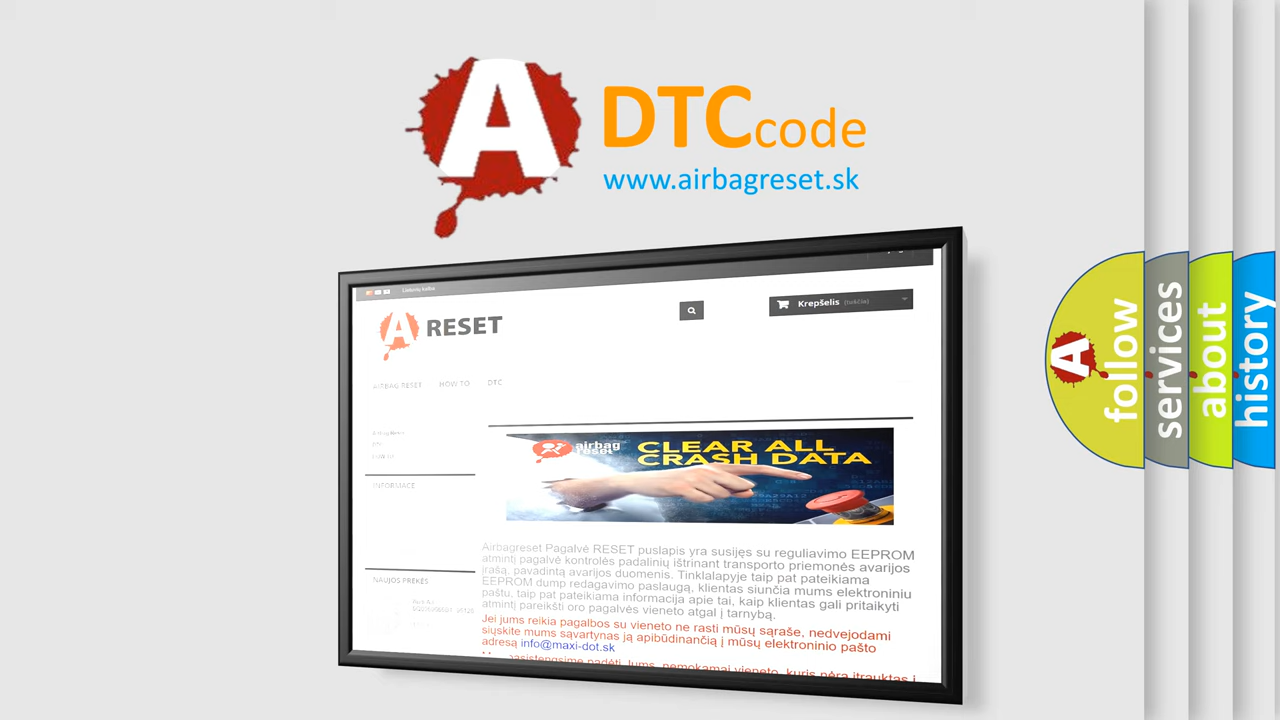 A DTCcode
www.airbagreset.sk
Lietuvių kalba
Krepšelis (tuščia)
A RESET
AIRBAG RESET HOW TO DTC
INFORMACE
airbag
reset
CLEAR ALL
CRASH DATA
Airbagreset Pagalvė RESET puslapis yra susijęs su reguliavimo EEPROM
atmintį pagalvė kontrolės padalinių ištrinant transporto priemonės avarijos
įrašą, pavadintą avarijos duomenis. Tinklalapyje taip pat pateikiama
EEPROM dump redagavimo paslaugą, klientas siunčia mums elektroniniu
paštu, taip pat pateikiama informacija apie tai, kaip klientas gali pritaikyti
atmintį pareikšti oro pagalvės vieneto atgal į tarnybą.
Jei jums reikia pagalbos su vieneto ne rasti mūsų sąraše, nedvejodami
siųskite mums sąvartynas ją apibūdinančią į mūsų elektroninio pašto
adresą info@maxi-dot.sk
NAUJOS PREKĖS
A follow
services
about
history